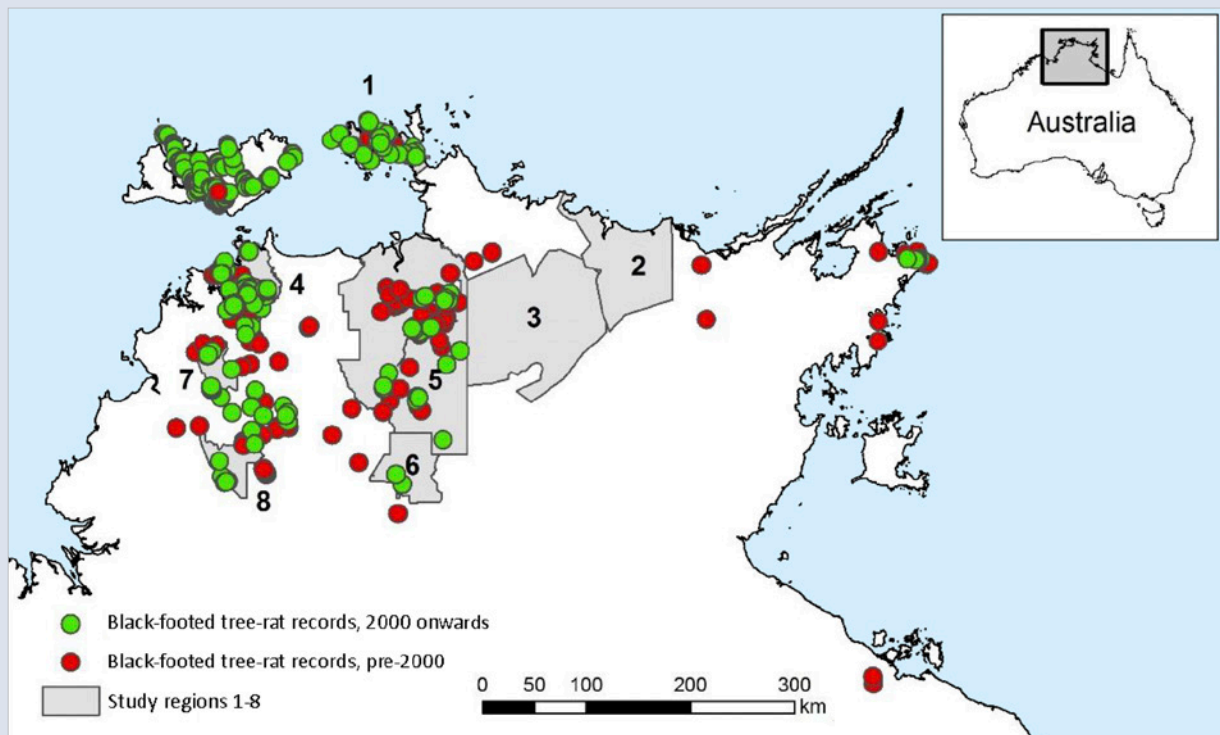 1
Australia
2
3
4
5
7
6
8
Black-footed tree-rat records, 2000 onwards
Black-footed tree-rat records, pre-2000
Study regions 1-8
0 50 100 200 300
km